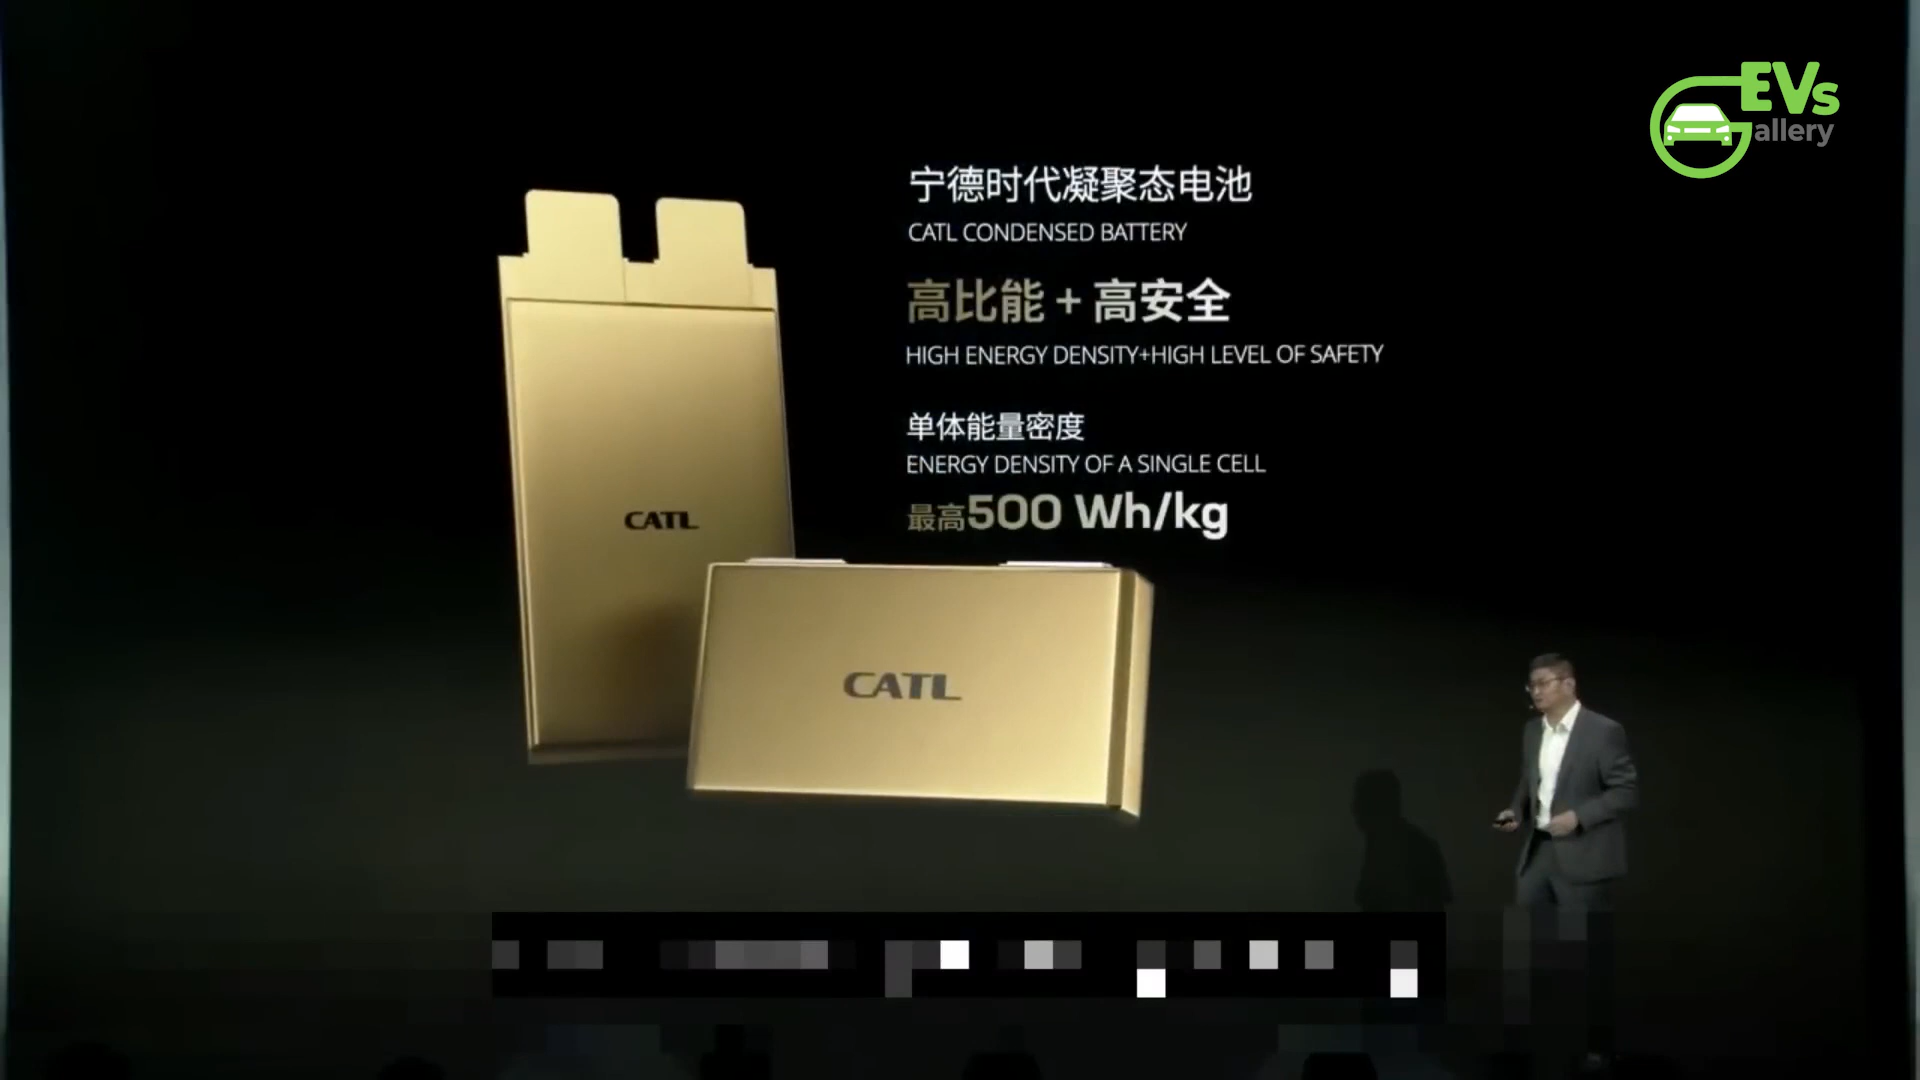 EVs
Gallery
宁德时代凝聚态电池
CATL CONDENSED BATTERY
高比能 + 高安全
HIGH ENERGY DENSITY+HIGH LEVEL OF SAFETY
单体能量密度
ENERGY DENSITY OF A SINGLE CELL
最高500 Wh/kg
CATL
CATL